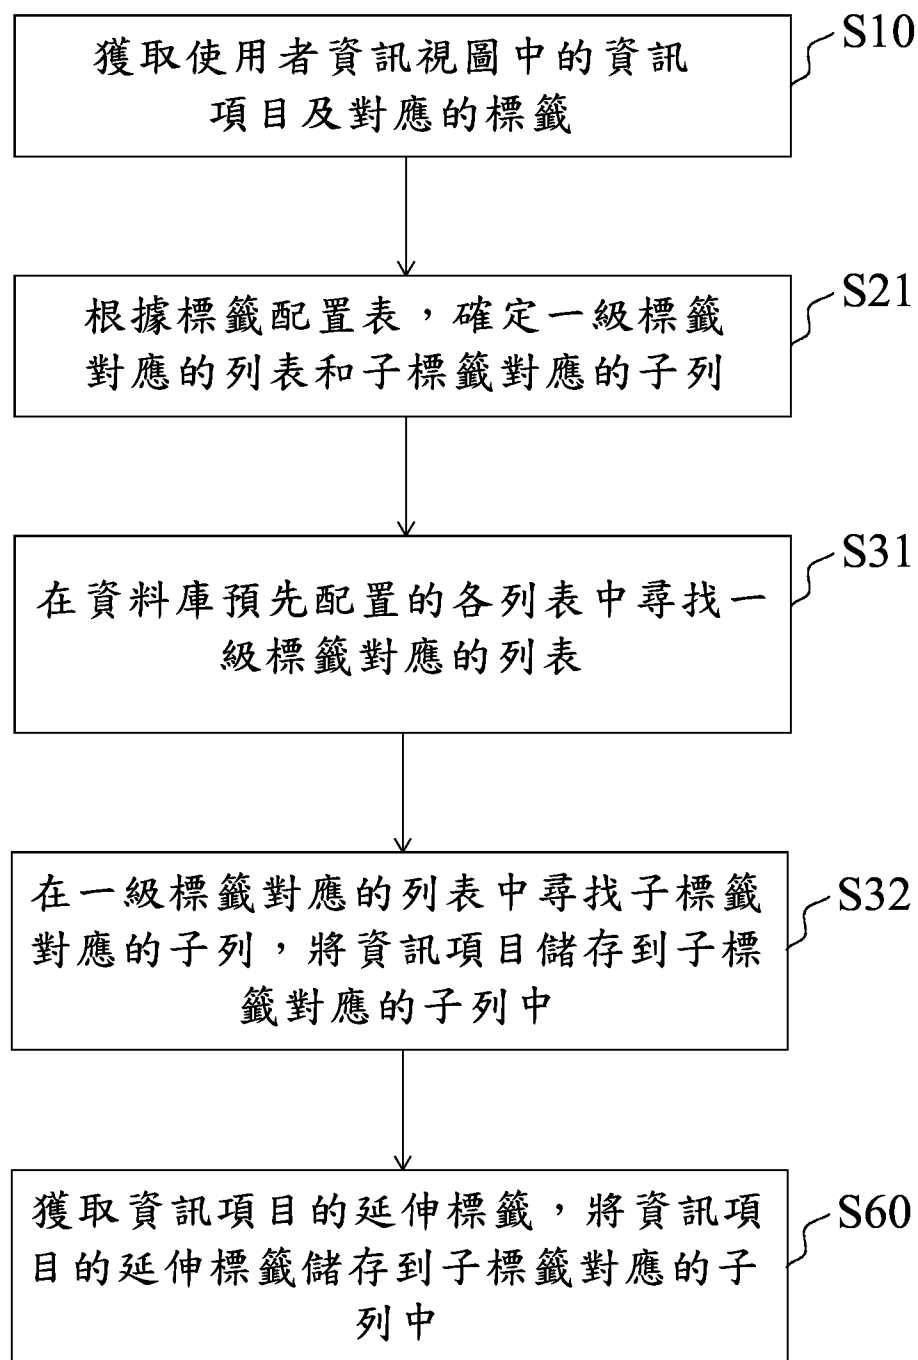 獲取使用者資訊視圖中的資訊
項目及對應的標籤
S10
根據標籤配置表，確定一級標籤
對應的列表和子標籤對應的子列
S21
在資料庫預先配置的各列表中尋找一
級標籤對應的列表
S31
在一級標籤對應的列表中尋找子標籤
對應的子列，將資訊項目儲存到子標
籤對應的子列中
S32
獲取資訊項目的延伸標籤，將資訊項
目的延伸標籤儲存到子標籤對應的子
列中
S60